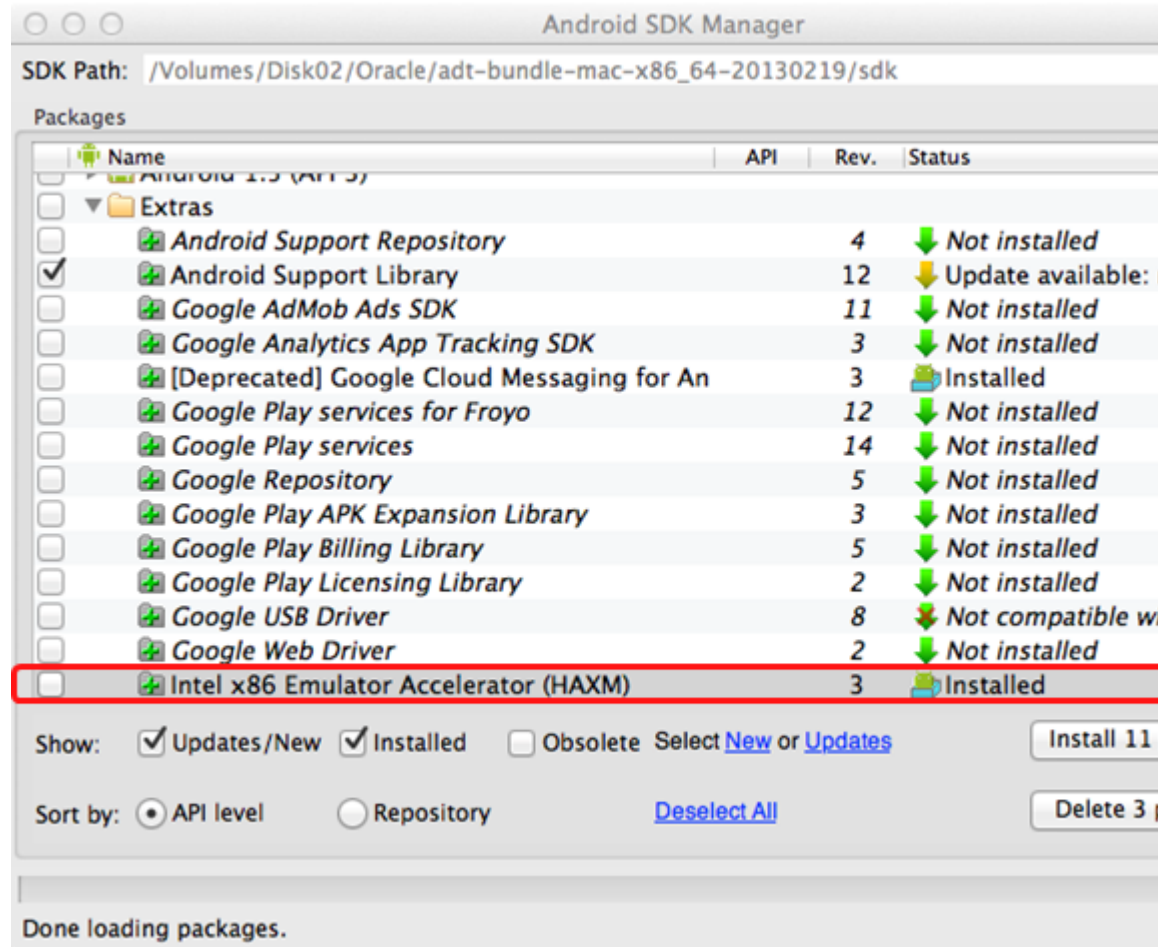 Android SDK Manager
SDK Path: /Volumes/Disk02/Oracle/adt-bundle-mac-x86_64-20130219/sdk
Packages
Name API Rev. Status
Android 1.5 (API 3)
Extras
Android Support Repository 4 Not installed
Android Support Library 12 Update available:
Google AdMob Ads SDK 11 Not installed
Google Analytics App Tracking SDK 3 Not installed
[Deprecated] Google Cloud Messaging for An 3 Installed
Google Play services for Froyo 12 Not installed
Google Play services 14 Not installed
Google Repository 5 Not installed
Google Play APK Expansion Library 3 Not installed
Google Play Billing Library 5 Not installed
Google Play Licensing Library 2 Not installed
Google USB Driver 8 Not compatible wi
Google Web Driver 2 Not installed
Intel x86 Emulator Accelerator (HAXM) 3 Installed
Show: Updates/New Installed Obsolete Select New or Updates Install 11
Sort by: API level Repository Deselect All Delete 3 p
Done loading packages.